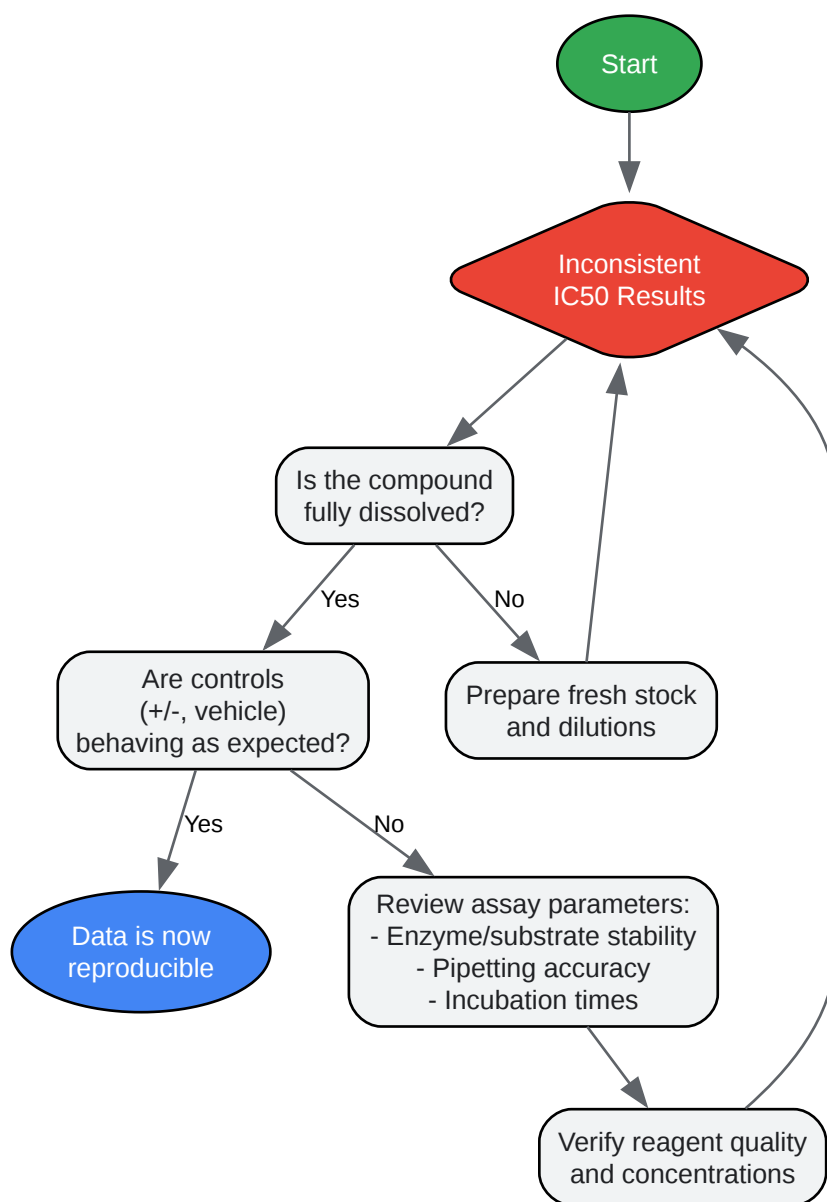 Start
Inconsistent
IC50 Results
Is the compound
fully dissolved?
Yes
No
Are controls
(+/-, vehicle)
behaving as expected?
Prepare fresh stock
and dilutions
Yes
No
Data is now
reproducible
Review assay parameters:
- Enzyme/substrate stability
- Pipetting accuracy
- Incubation times
Verify reagent quality
and concentrations